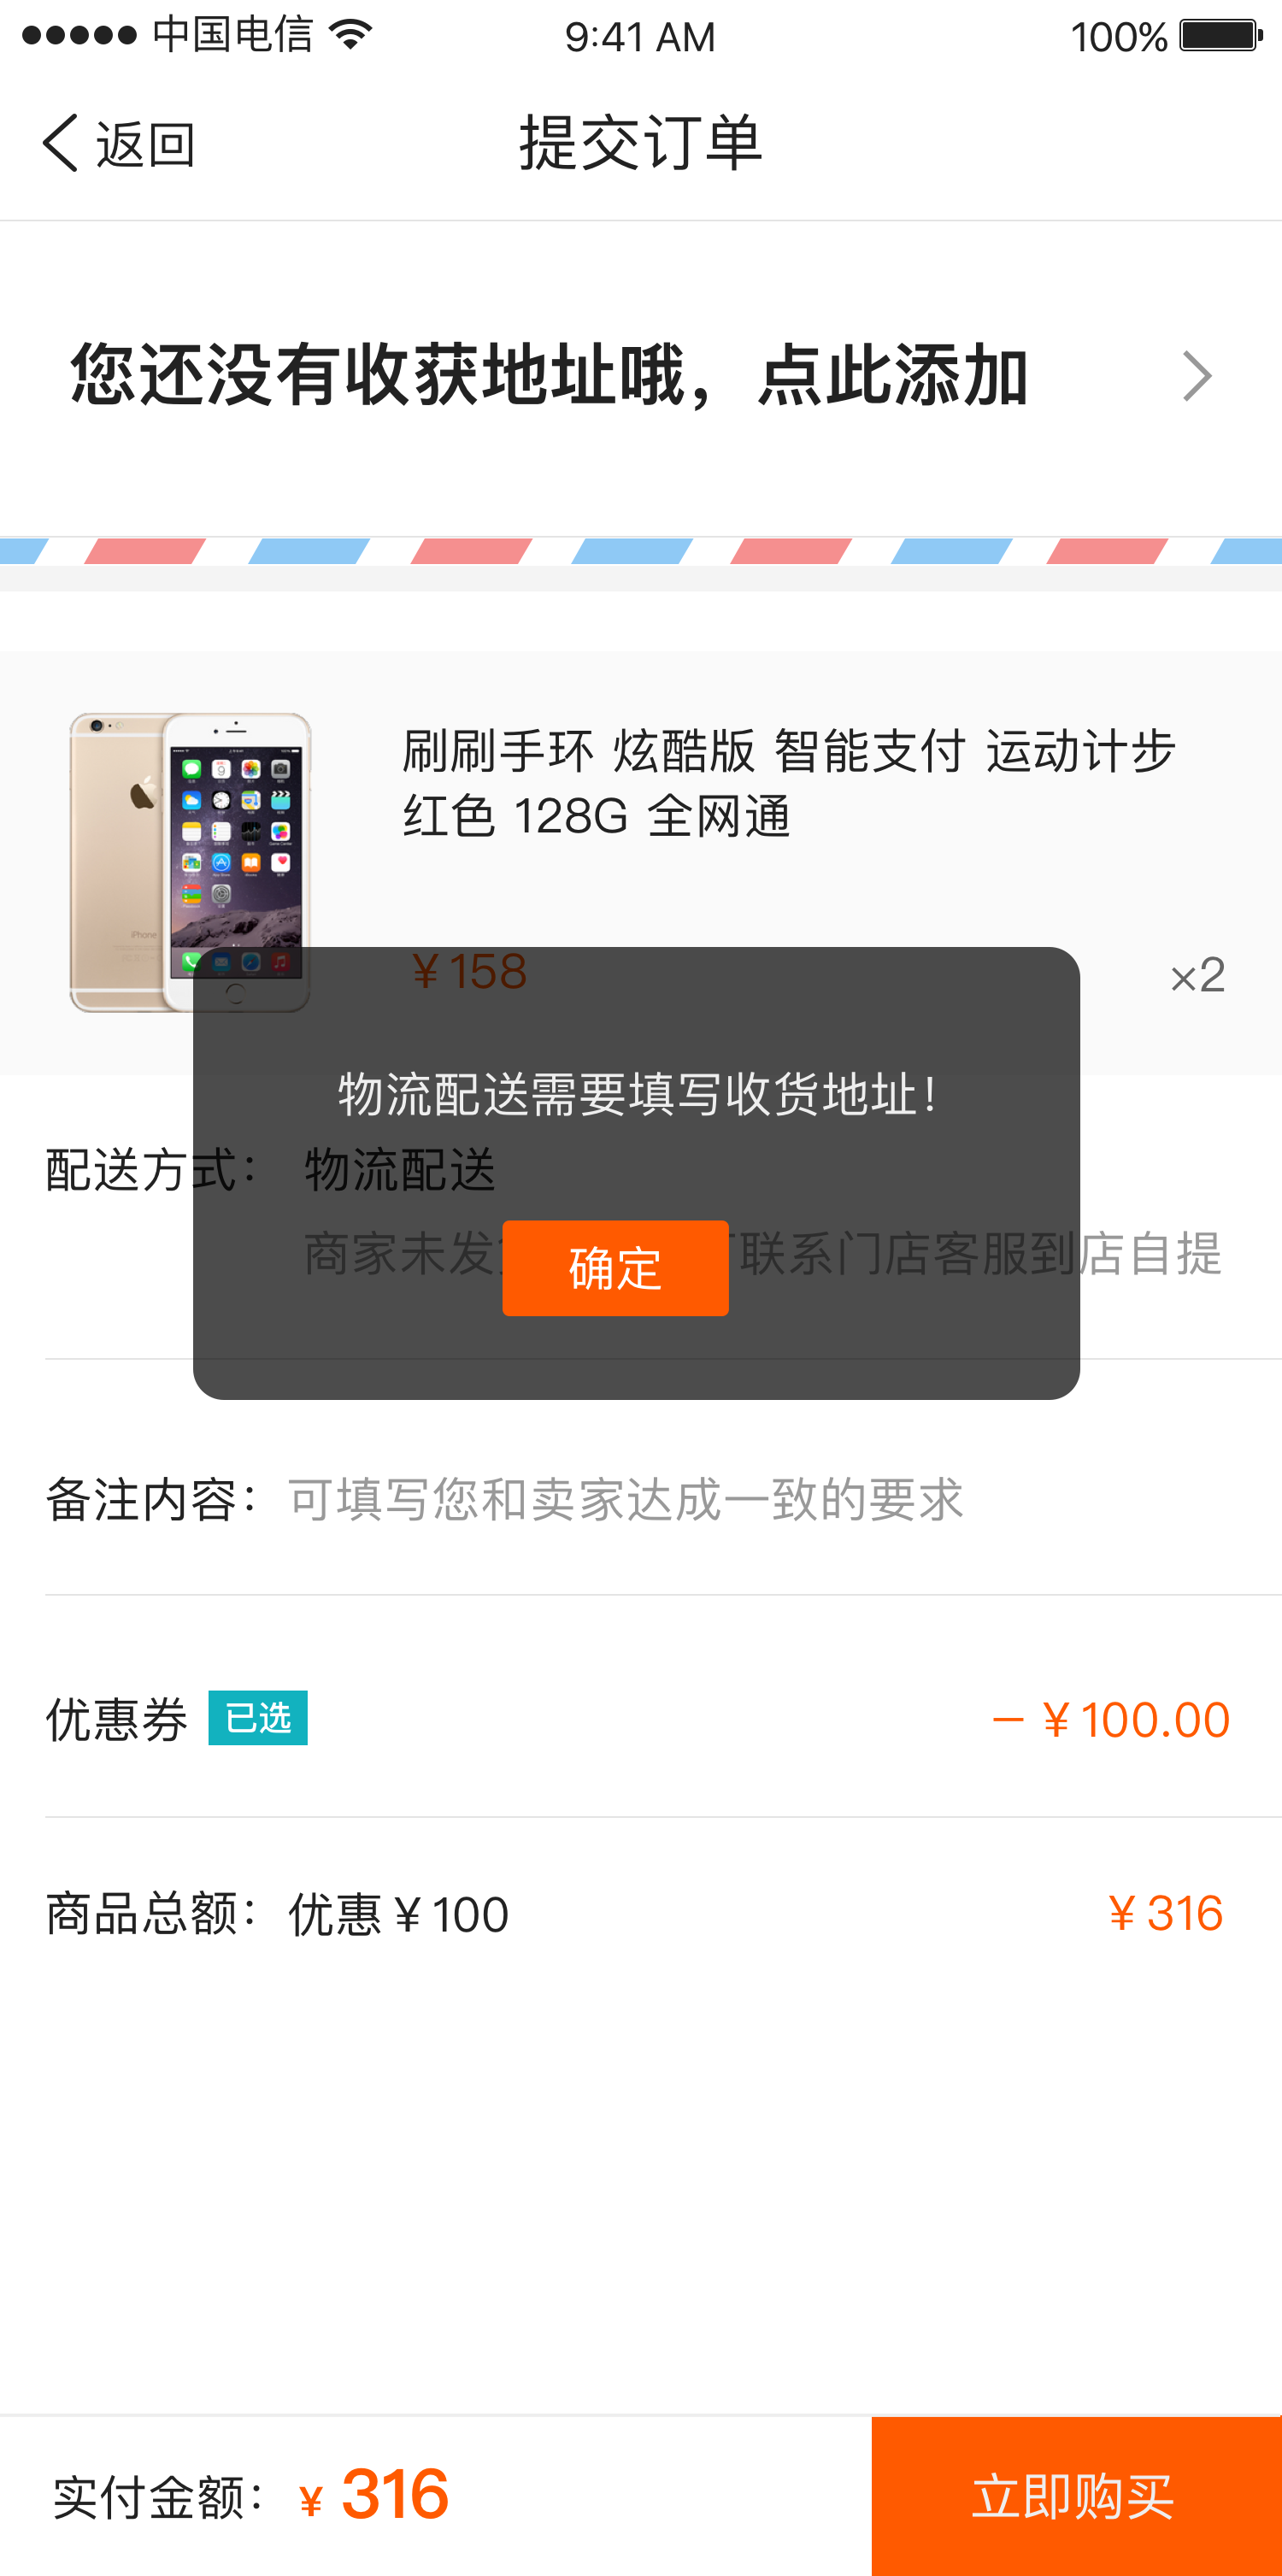 中国电信 9:41 AM 100%
返回 提交订单
您还没有收获地址哦，点此添加
刷刷手环 炫酷版 智能支付 运动计步
红色 128G 全网通
¥158 ×2
物流配送需要填写收货地址！
配送方式： 物流配送
商家未发 联系门店客服到店自提
确定
备注内容： 可填写您和卖家达成一致的要求
优惠券 已选 − ¥100.00
商品总额： 优惠¥100 ¥316
实付金额： ¥ 316 立即购买